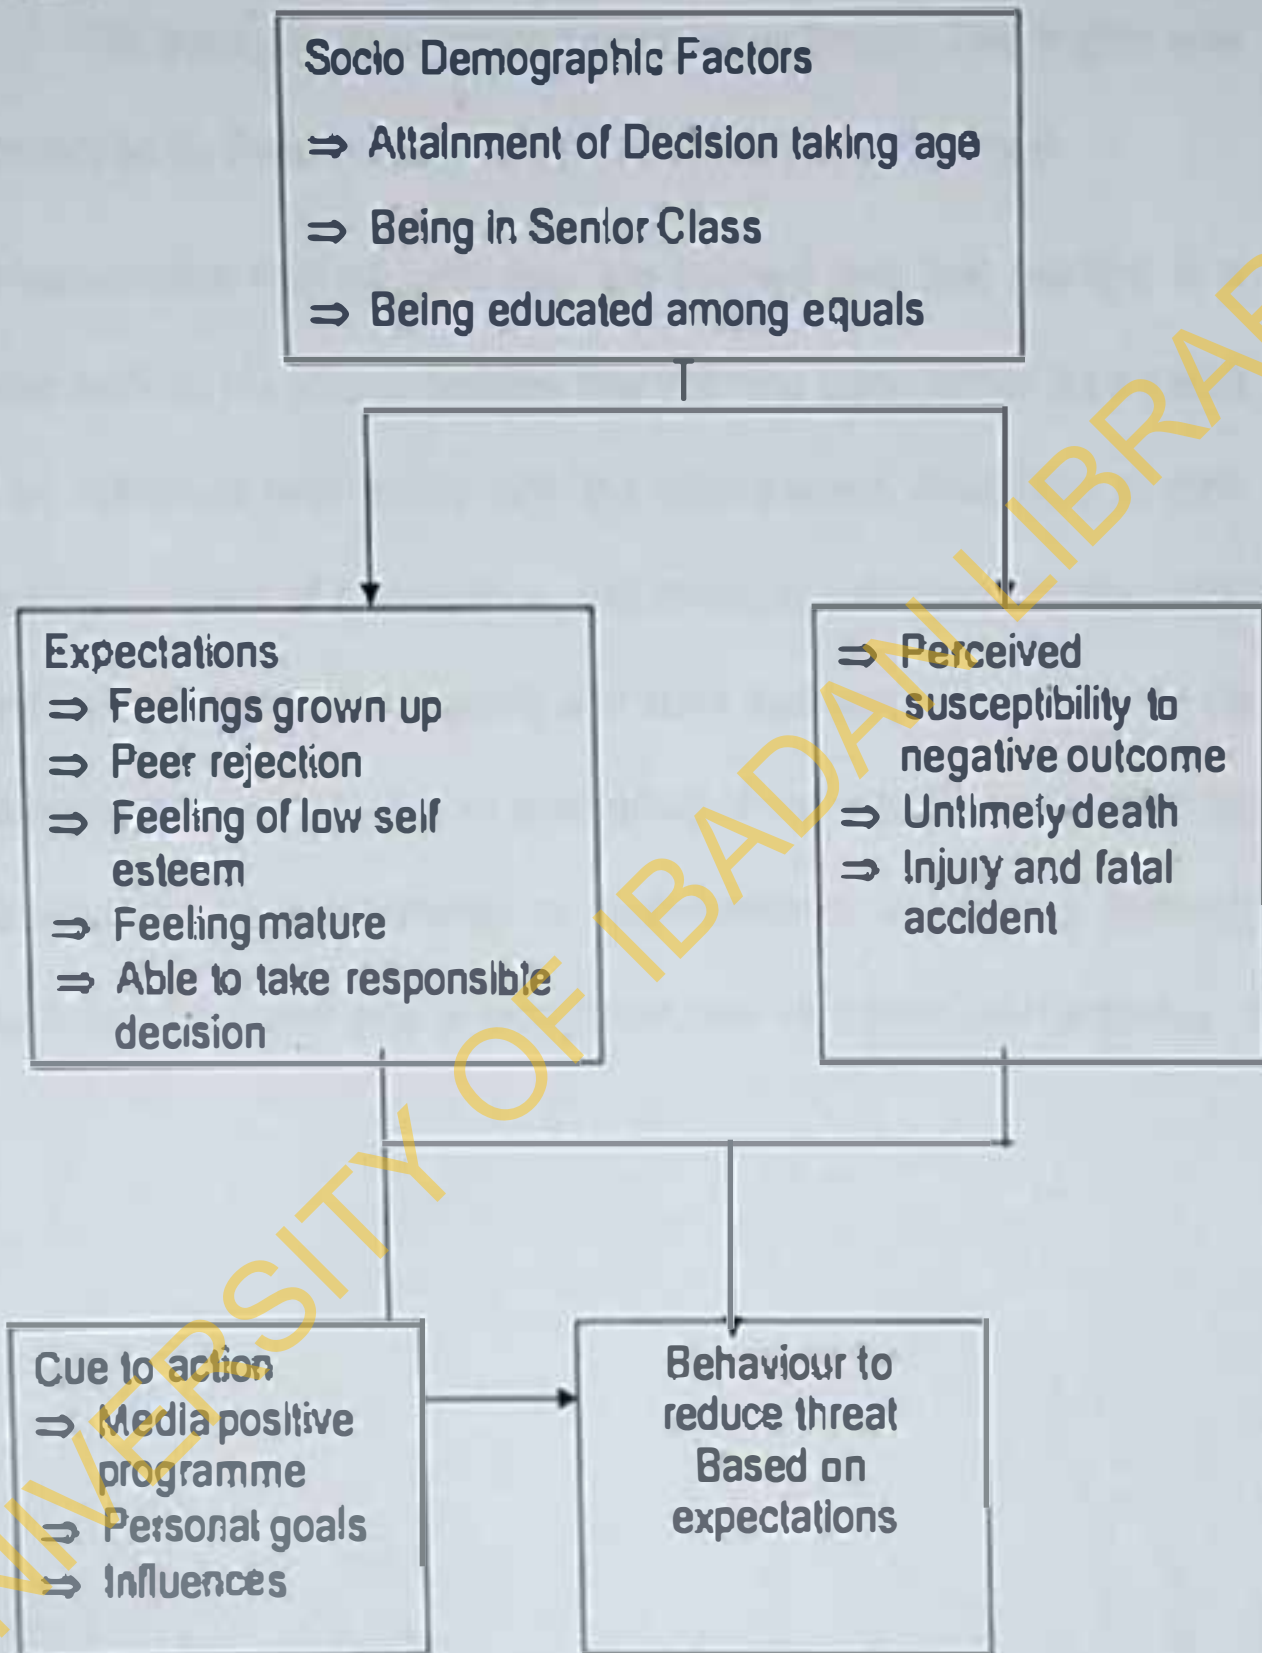 Socio Demographic Factors
⇒ Attainment of Decision taking age
⇒ Being in Senior Class
⇒ Being educated among equals
Expectations
⇒ Feelings grown up
⇒ Peer rejection
⇒ Feeling of low self
esteem
⇒ Feeling mature
⇒ Able to take responsible
decision
⇒ Perceived
susceptibility to
negative outcome
⇒ Untimely death
⇒ Injury and fatal
accident
Cue to action
⇒ Media positive
programme
⇒ Personal goals
⇒ Influences
Behaviour to
reduce threat
Based on
expectations
UNIVERSITY OF IBADAN LIBRAR